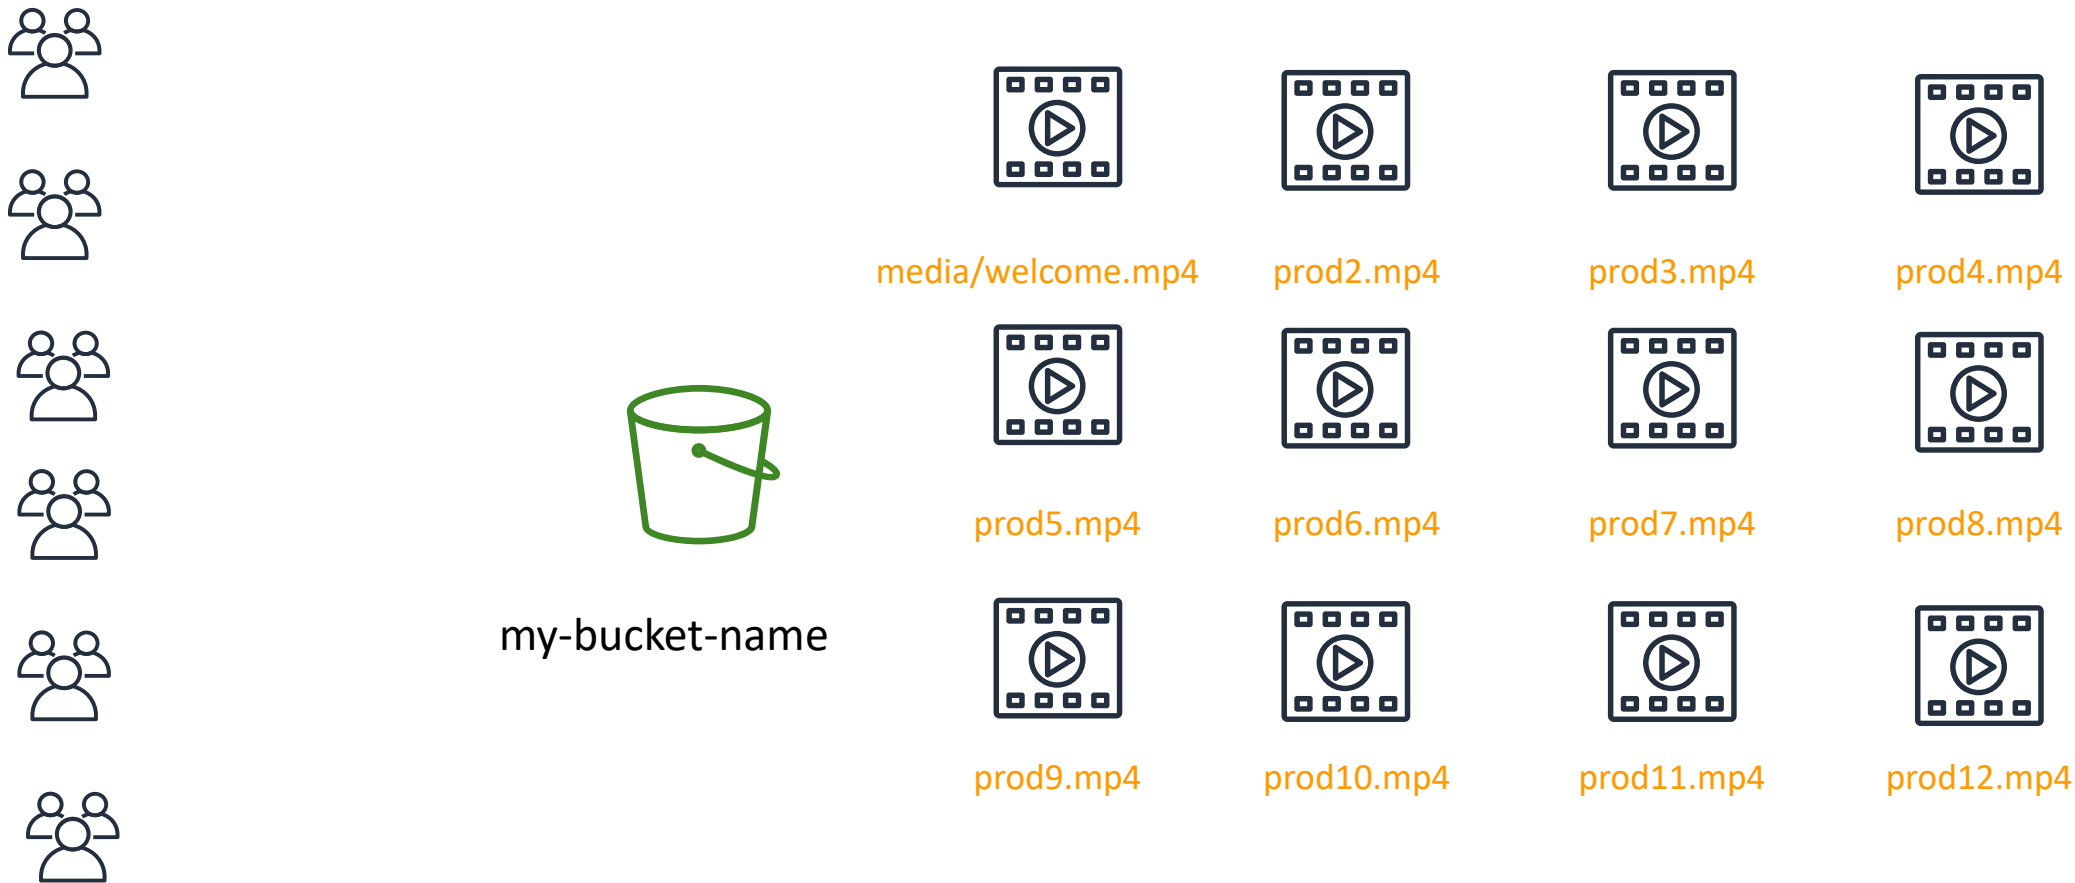 media/welcome.mp4 prod2.mp4 prod3.mp4 prod4.mp4
prod5.mp4 prod6.mp4 prod7.mp4 prod8.mp4
my-bucket-name
prod9.mp4 prod10.mp4 prod11.mp4 prod12.mp4